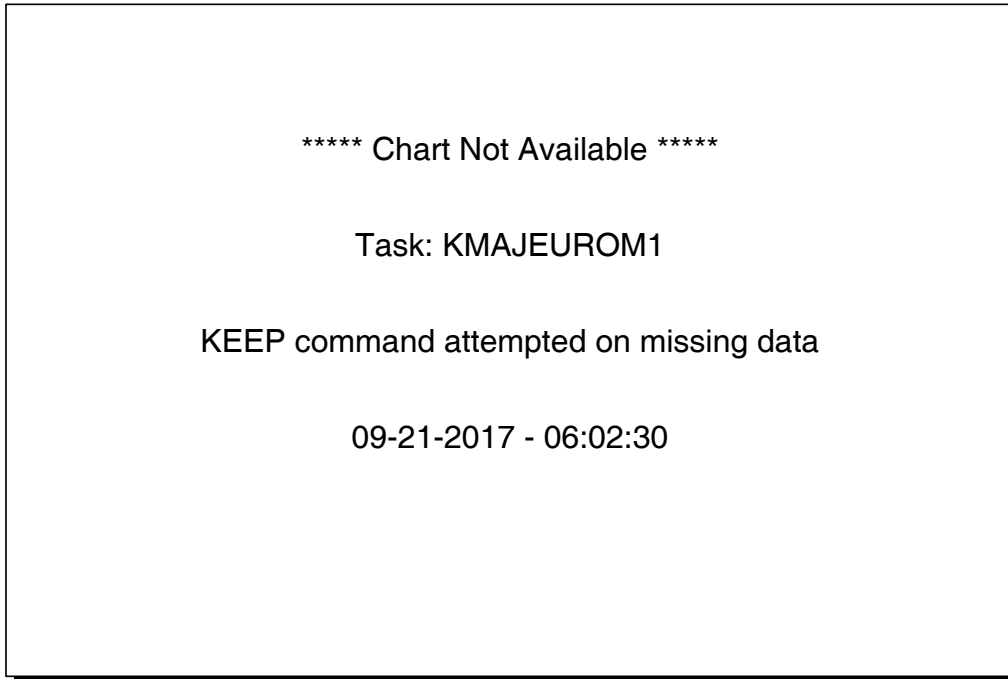 ***** Chart Not Available *****
Task: KMAJEUROM1
KEEP command attempted on missing data
09-21-2017 - 06:02:30